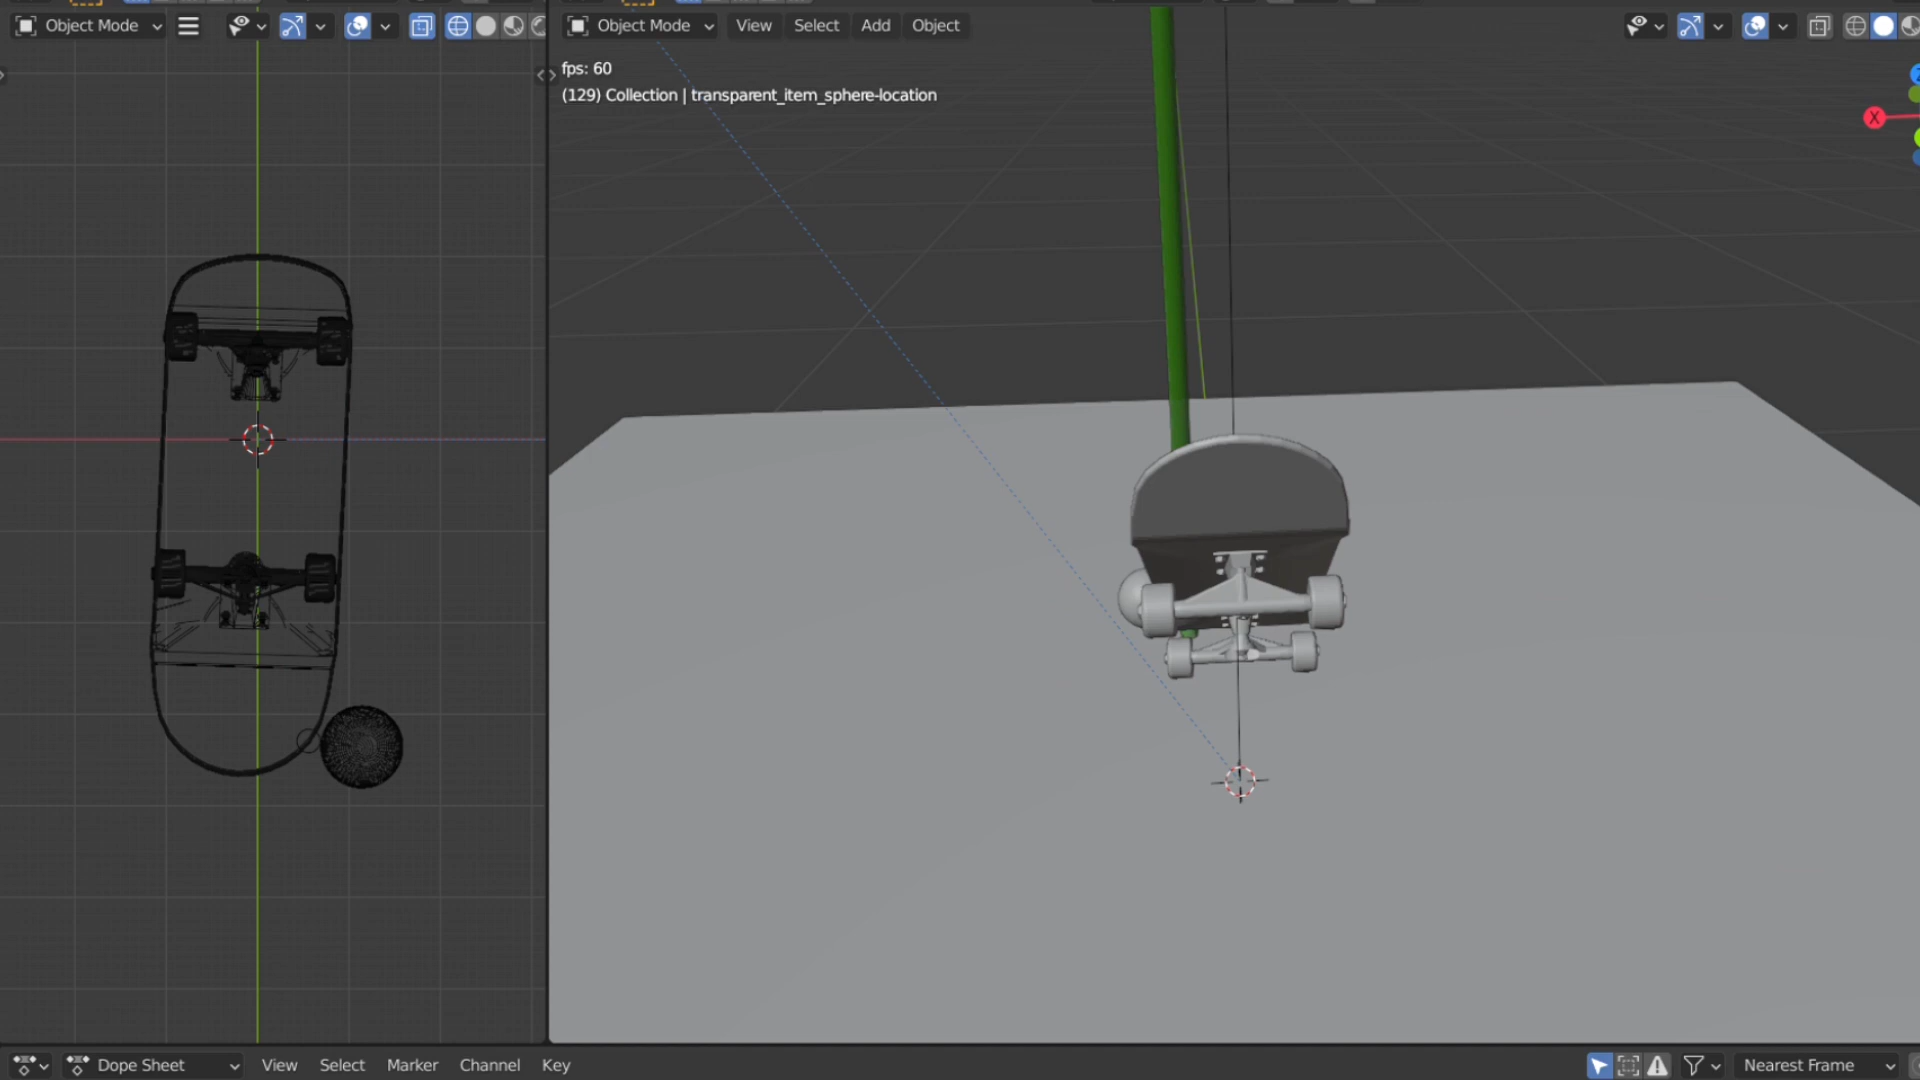 Object Mode
Object Mode View Select Add Object
fps: 60
(129) Collection | transparent_item_sphere-location
X
Dope Sheet View Select Marker Channel Key Nearest Frame